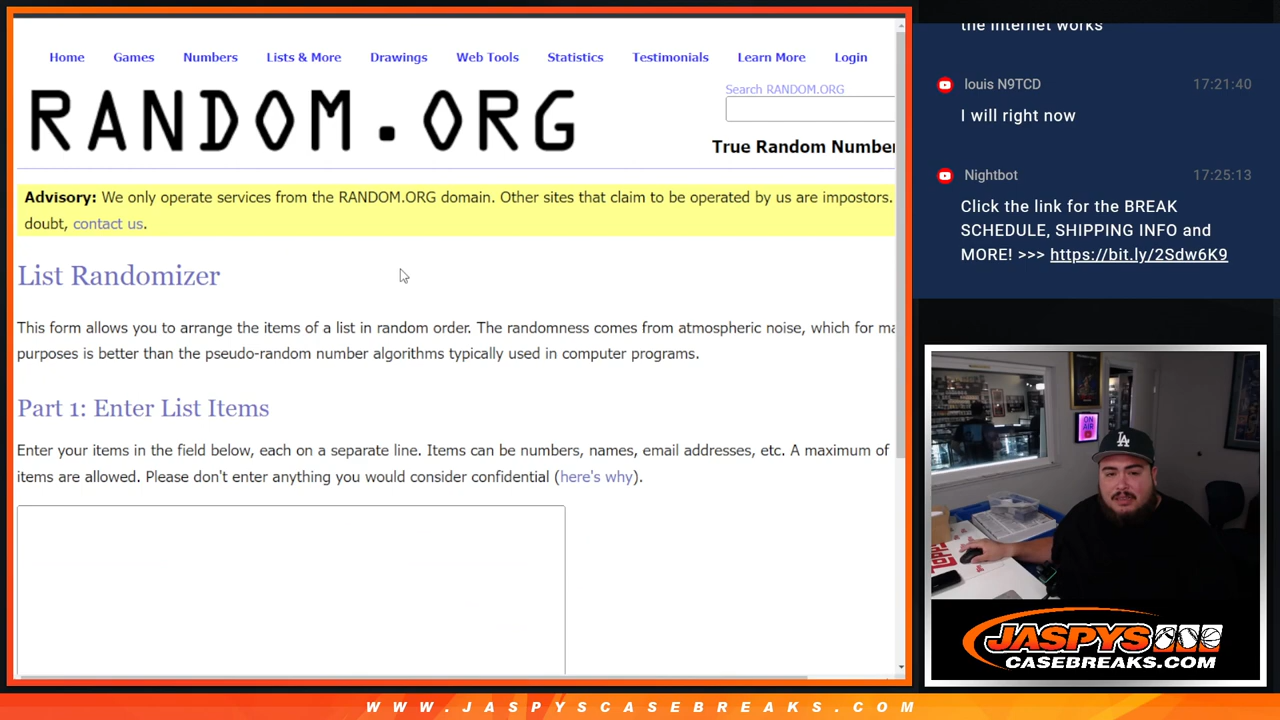 Home Games Numbers Lists & More Drawings Web Tools Statistics Testimonials Learn More Login
RANDOM.ORG
Search RANDOM.ORG
True Random Number
Advisory: We only operate services from the RANDOM.ORG domain. Other sites that claim to be operated by us are impostors.
doubt, contact us.
List Randomizer
This form allows you to arrange the items of a list in random order. The randomness comes from atmospheric noise, which for ma
purposes is better than the pseudo-random number algorithms typically used in computer programs.
Part 1: Enter List Items
Enter your items in the field below, each on a separate line. Items can be numbers, names, email addresses, etc. A maximum of
items are allowed. Please don't enter anything you would consider confidential (here's why).
the internet works
louis N9TCD 17:21:40
I will right now
Nightbot 17:25:13
Click the link for the BREAK
SCHEDULE, SHIPPING INFO and
MORE! >>> https://bit.ly/2Sdw6K9
ON
AIR
LA
JASPYS
CASEBREAKS.COM
WWW.JASPYSCASEBREAKS.COM